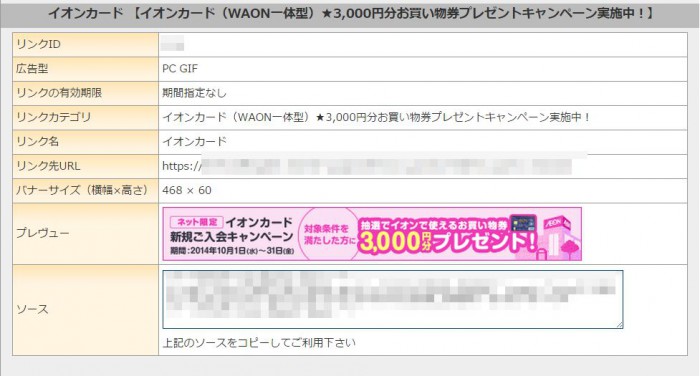 イオンカード 【イオンカード（WAON一体型）★3,000円分お買い物券プレゼントキャンペーン実施中！】
リンクID
広告型 PC GIF
リンクの有効期限 期間指定なし
リンクカテゴリ イオンカード（WAON一体型）★3,000円分お買い物券プレゼントキャンペーン実施中！
リンク名 イオンカード
リンク先URL https:/
バナーサイズ（横幅×高さ） 468 × 60
プレヴュー
ネット限定 イオンカード
新規ご入会キャンペーン
期間：2014年10月1日(水)～31日(金)
対象条件を
満たした方に
抽選でイオンで使えるお買い物券
3,000円分プレゼント！
AEON
ソース
上記のソースをコピーしてご利用下さい